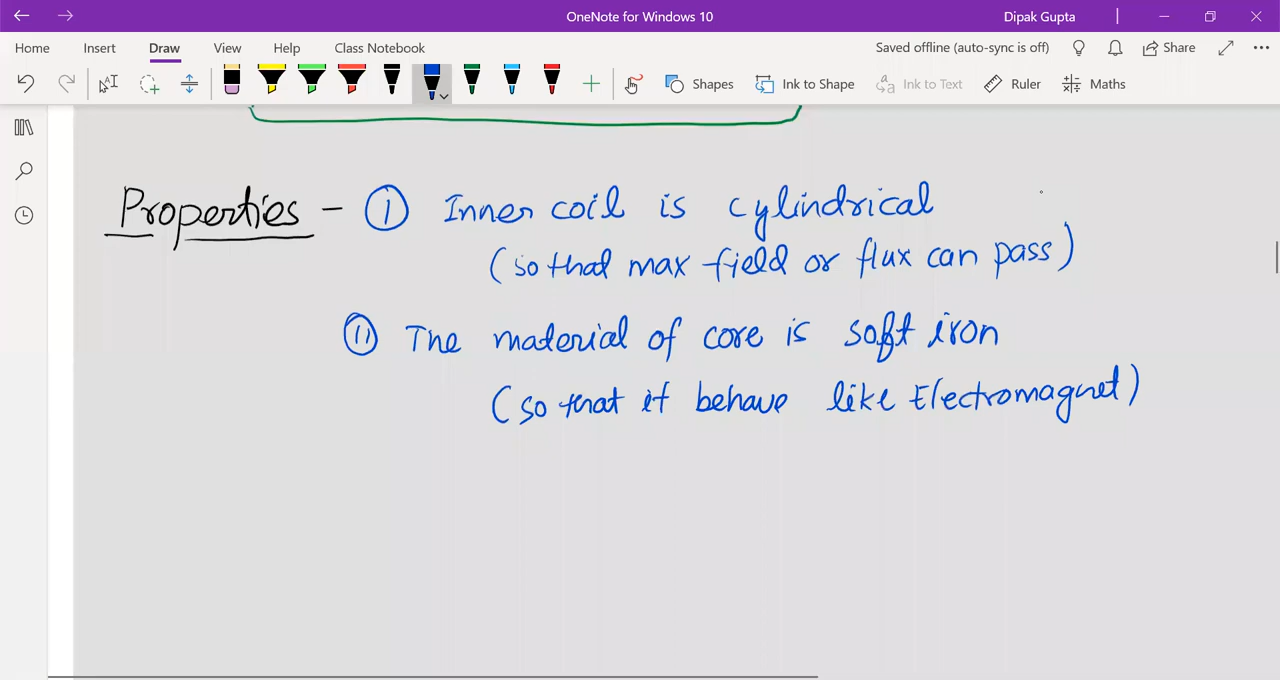 OneNote for Windows 10
Dipak Gupta
Home Insert Draw View Help Class Notebook
Saved offline (auto-sync is off) Share
Shapes Ink to Shape Ink to Text Ruler Maths
Properties - (i) Inner coil is cylindrical
(so that max field or flux can pass)
(ii) The material of core is soft iron
(so that it behave like Electromagnet)